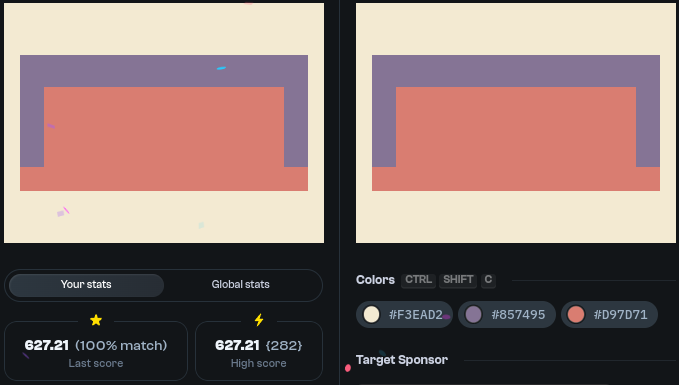 Your stats
Global stats
627.21 (100% match)
Last score
627.21 {282}
High score
Colors CTRL SHIFT C
#F3EAD2
#857495
#D97D71
Target Sponsor